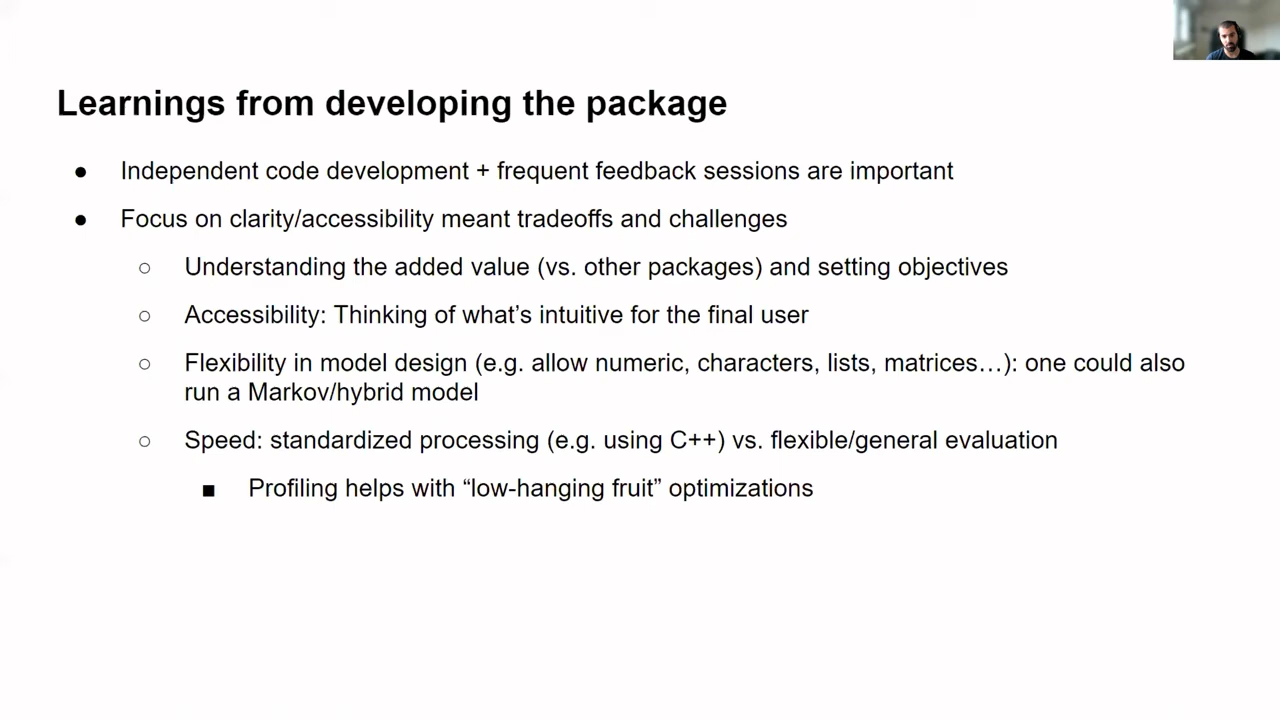 Learnings from developing the package
● Independent code development + frequent feedback sessions are important
● Focus on clarity/accessibility meant tradeoffs and challenges
○ Understanding the added value (vs. other packages) and setting objectives
○ Accessibility: Thinking of what’s intuitive for the final user
○ Flexibility in model design (e.g. allow numeric, characters, lists, matrices…): one could also
run a Markov/hybrid model
○ Speed: standardized processing (e.g. using C++) vs. flexible/general evaluation
■ Profiling helps with “low-hanging fruit” optimizations